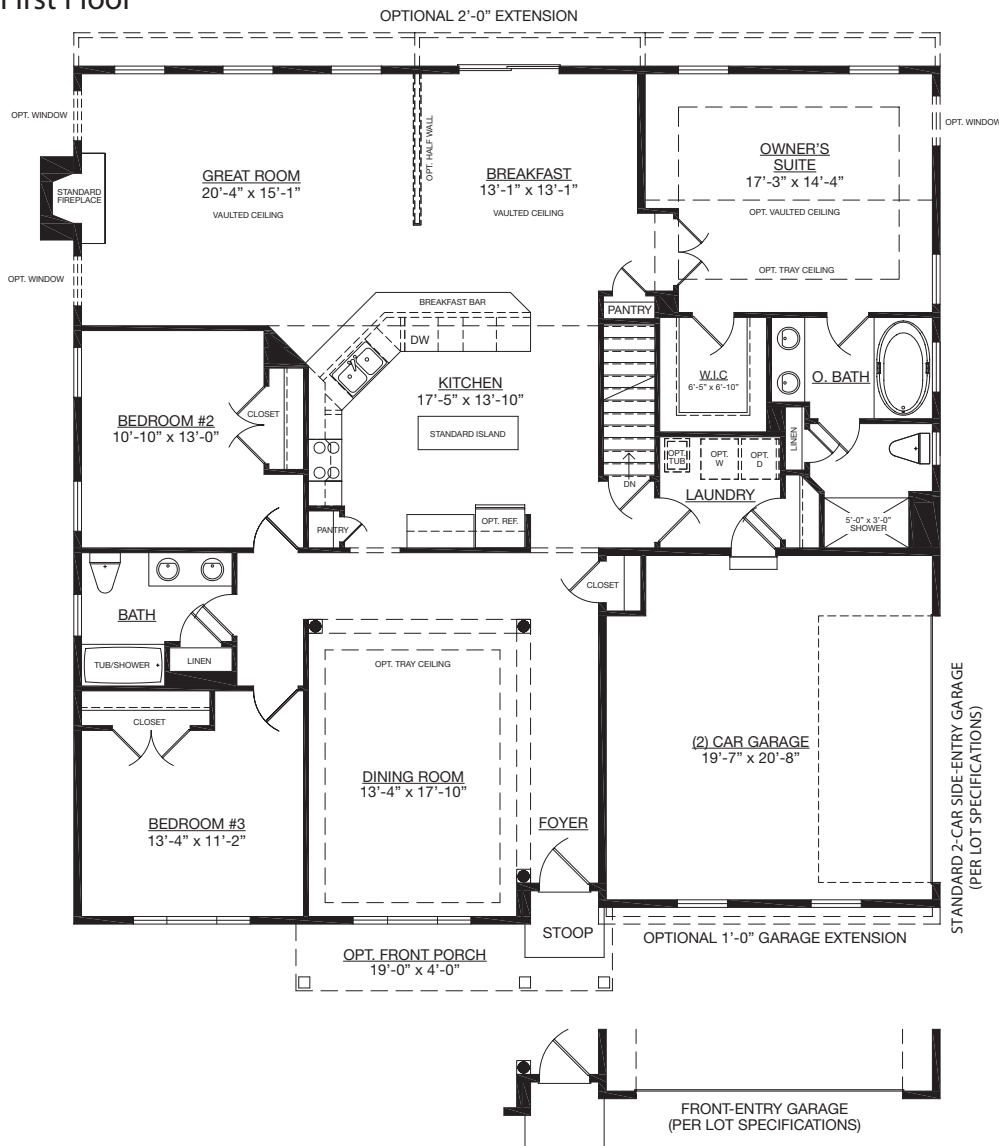 First Floor
OPTIONAL 2'-0” EXTENSION
OPT. WINDOW
OPT. WINDOW
STANDARD
FIREPLACE
GREAT ROOM
20'-4” x 15'-1”
VAULTED CEILING
OPT. HALF WALL
BREAKFAST
13'-1” x 13'-1”
VAULTED CEILING
OWNER'S
SUITE
17'-3” x 14'-4”
OPT. VAULTED CEILING
OPT. TRAY CEILING
OPT. WINDOW
BREAKFAST BAR
PANTRY
DW
W.I.C
6'-5” x 6'-10”
O. BATH
KITCHEN
17'-5” x 13'-10”
STANDARD ISLAND
BEDROOM #2
10'-10” x 13'-0”
CLOSET
LINEN
OPT.
TUB
OPT.
W
OPT.
D
DN
LAUNDRY
PANTRY
OPT. REF.
5'-0” x 3'-0”
SHOWER
CLOSET
BATH
TUB/SHOWER
LINEN
OPT. TRAY CEILING
CLOSET
(2) CAR GARAGE
19'-7” x 20'-8”
STANDARD 2-CAR SIDE-ENTRY GARAGE
(PER LOT SPECIFICATIONS)
DINING ROOM
13'-4” x 17'-10”
BEDROOM #3
13'-4” x 11'-2”
FOYER
STOOP
OPTIONAL 1'-0” GARAGE EXTENSION
OPT. FRONT PORCH
19'-0” x 4'-0”
FRONT-ENTRY GARAGE
(PER LOT SPECIFICATIONS)